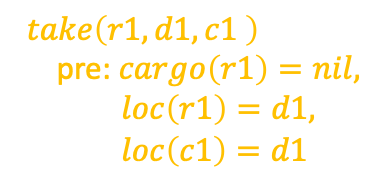 take(r1, d1, c1 )
pre: cargo(r1) = nil,
loc(r1) = d1,
loc(c1) = d1